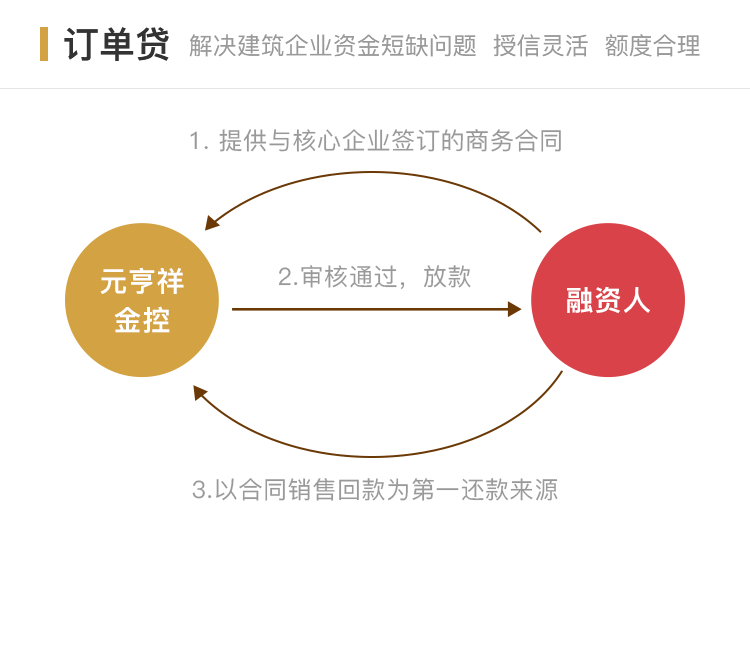 订单贷 解决建筑企业资金短缺问题 授信灵活 额度合理
1. 提供与核心企业签订的商务合同
2.审核通过，放款
元亨祥
金控
融资人
3.以合同销售回款为第一还款来源